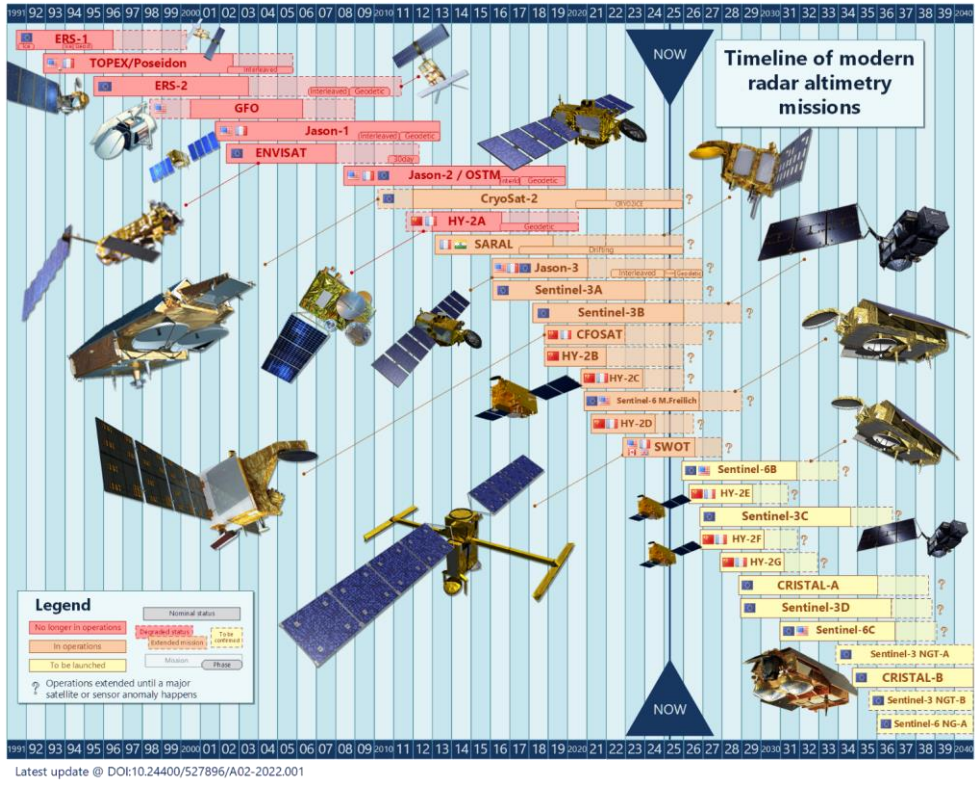 1991 92 93 94 95 96 97 98 99 2000 01 02 03 04 05 06 07 08 09 2010 11 12 13 14 15 16 17 18 19 2020 21 22 23 24 25 26 27 28 29 2030 31 32 33 34 35 36 37 38 39 2040
NOW
Timeline of modern
radar altimetry
missions
ERS-1
TOPEX/Poseidon
Interleaved
ERS-2
Interleaved Geodetic
GFO
Jason-1
Interleaved Geodetic
ENVISAT
30day
Jason-2 / OSTM
Geodetic
CryoSat-2
CRYO2ICE
?
HY-2A
Geodetic
SARAL
Drifting
?
Jason-3
Interleaved Geodetic
?
Sentinel-3A
?
Sentinel-3B
?
CFOSAT
?
HY-2B
?
HY-2C
?
Sentinel-6 M.Freilich
?
HY-2D
?
SWOT
?
Sentinel-6B
?
HY-2E
?
Sentinel-3C
?
HY-2F
?
HY-2G
?
CRISTAL-A
?
Sentinel-3D
?
Sentinel-6C
?
Sentinel-3 NGT-A
CRISTAL-B
Sentinel-3 NGT-B
Sentinel-6 NG-A
Legend
No longer in operations
In operations
To be launched
Nominal status
Degraded status
Extended mission
To be
confirmed
Mission
Phase
? Operations extended until a major
satellite or sensor anomaly happens
NOW
1991 92 93 94 95 96 97 98 99 2000 01 02 03 04 05 06 07 08 09 2010 11 12 13 14 15 16 17 18 19 2020 21 22 23 24 25 26 27 28 29 2030 31 32 33 34 35 36 37 38 39 2040
Latest update @ DOI:10.24400/527896/A02-2022.001